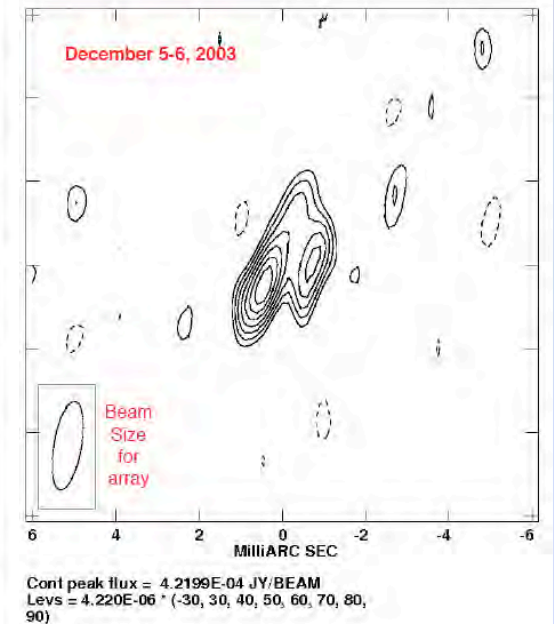 December 5-6, 2003
Beam
Size
for
array
6 4 2 0 -2 -4 -6
MilliARC SEC
Cont peak flux = 4.2199E-04 JY/BEAM
Levs = 4.220E-06 * (-30, 30, 40, 50, 60, 70, 80,
90)